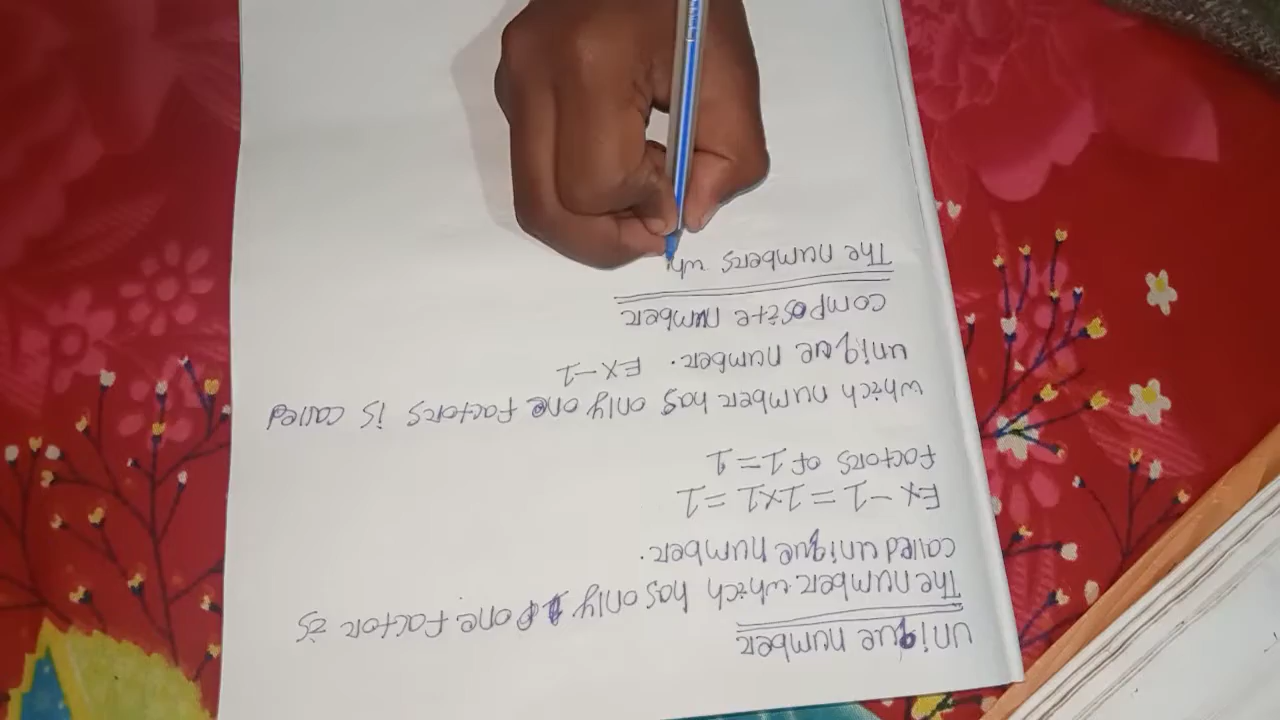 unique number
The number which has only one factor is
called unique number.
Ex - 1 = 1×1 = 1
factors of 1 = 1
which number has only one factors is called
unique number. Ex - 1
composite number
The numbers wh